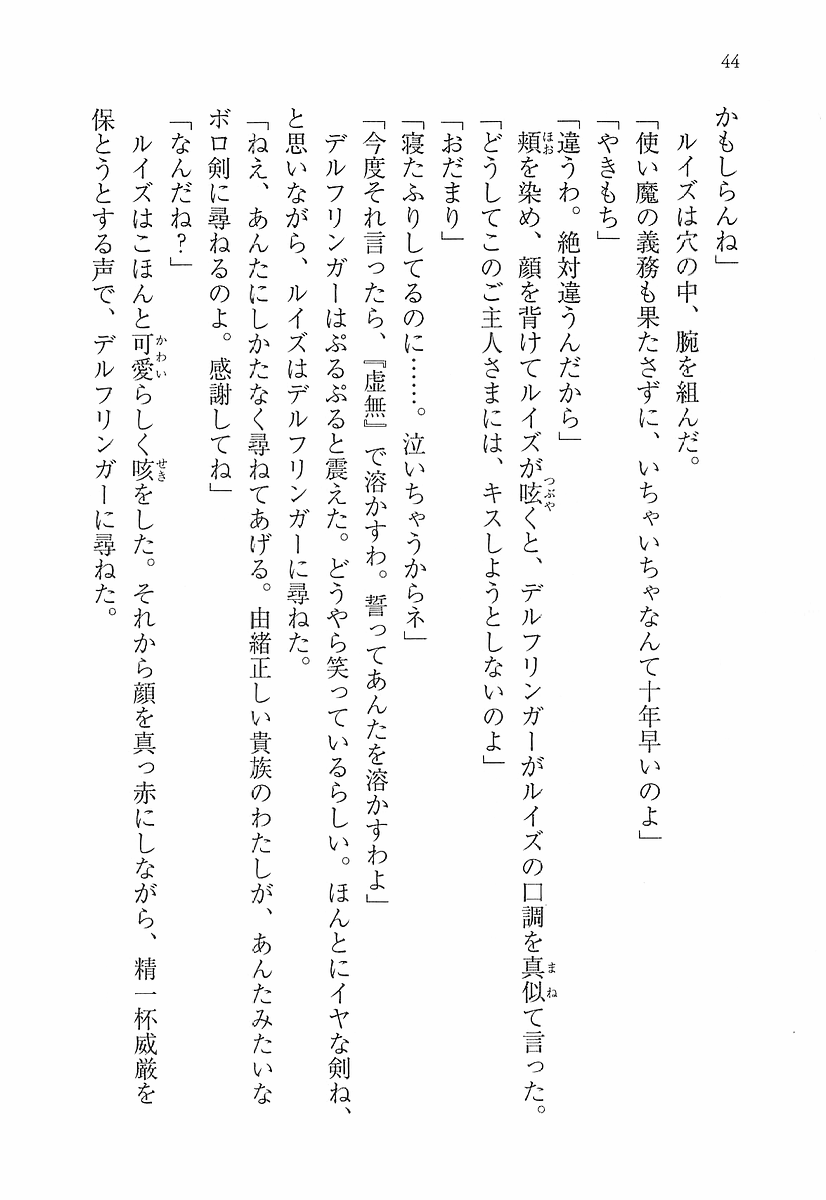 44
かもしらんね」
　ルイズは穴の中、腕を組んだ。
「使い魔の義務も果たさずに、いちゃいちゃなんて十年早いのよ」
「やきもち」
「違うわ。絶対違うんだから」
　頬を染め、顔を背けてルイズが呟くと、デルフリンガーがルイズの口調を真似て言った。
「どうしてこのご主人さまには、キスしようとしないのよ」
「おだまり」
「寝たふりしてるのに……。泣いちゃうからネ」
「今度それ言ったら、『虚無』で溶かすわ。誓ってあんたを溶かすわよ」
　デルフリンガーはぷるぷると震えた。どうやら笑っているらしい。ほんとにイヤな剣ね、
と思いながら、ルイズはデルフリンガーに尋ねた。
「ねえ、あんたにしかたなく尋ねてあげる。由緒正しい貴族のわたしが、あんたみたいな
ボロ剣に尋ねるのよ。感謝してね」
「なんだね？」
　ルイズはこほんと可愛らしく咳をした。それから顔を真っ赤にしながら、精一杯威厳を
保とうとする声で、デルフリンガーに尋ねた。